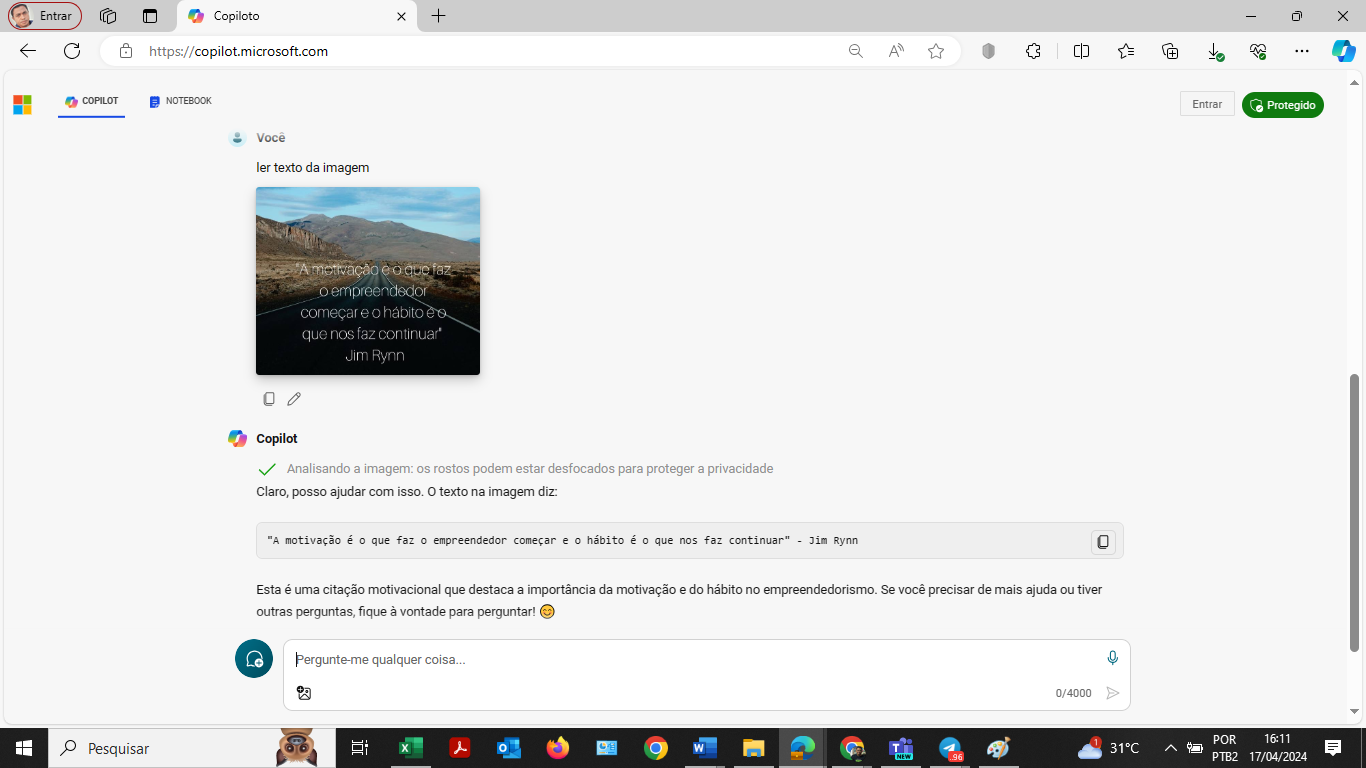 Entrar
Copiloto
https://copilot.microsoft.com
COPILOT
NOTEBOOK
Entrar
Protegido
Você
ler texto da imagem
"A motivação e o que faz
o empreendedor
começar e o hábito e o
que nos faz continuar"
Jim Rynn
Copilot
Analisando a imagem: os rostos podem estar desfocados para proteger a privacidade
Claro, posso ajudar com isso. O texto na imagem diz:
"A motivação é o que faz o empreendedor começar e o hábito é o que nos faz continuar" - Jim Rynn
Esta é uma citação motivacional que destaca a importância da motivação e do hábito no empreendedorismo. Se você precisar de mais ajuda ou tiver
outras perguntas, fique à vontade para perguntar!
Pergunte-me qualquer coisa...
0/4000
Pesquisar
NEW
96
1
31°C
POR
PTB2
16:11
17/04/2024